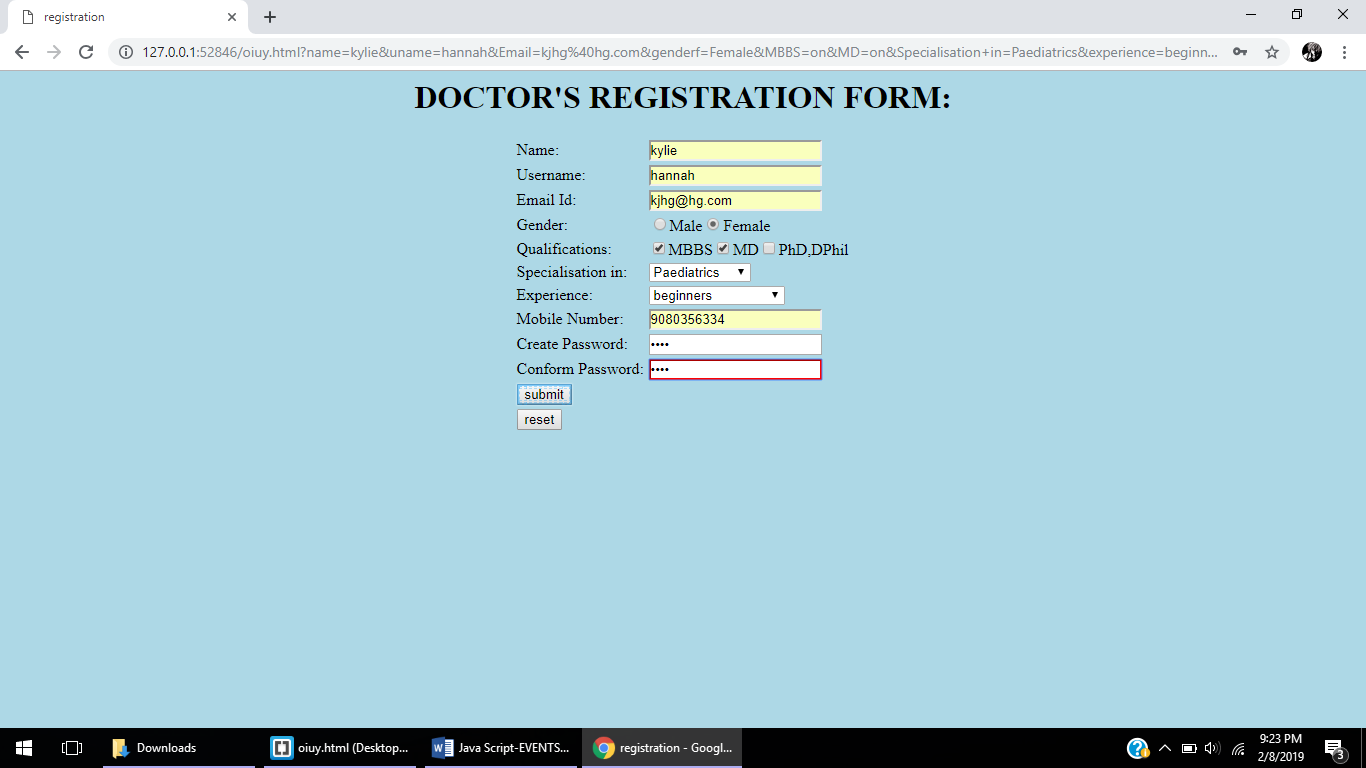 registration
127.0.0.1:52846/oiuy.html?name=kylie&uname=hannah&Email=kjhg%40hg.com&genderf=Female&MBBS=on&MD=on&Specialisation+in=Paediatrics&experience=beginn...
DOCTOR'S REGISTRATION FORM:
Name: kylie
Username: hannah
Email Id: kjhg@hg.com
Gender: Male Female
Qualifications: MBBS MD PhD,DPhil
Specialisation in: Paediatrics
Experience: beginners
Mobile Number: 9080356334
Create Password: ••••
Conform Password: ••••
submit
reset
Downloads oiuy.html (Desktop... Java Script-EVENTS... registration - Googl... 9:23 PM
2/8/2019 3